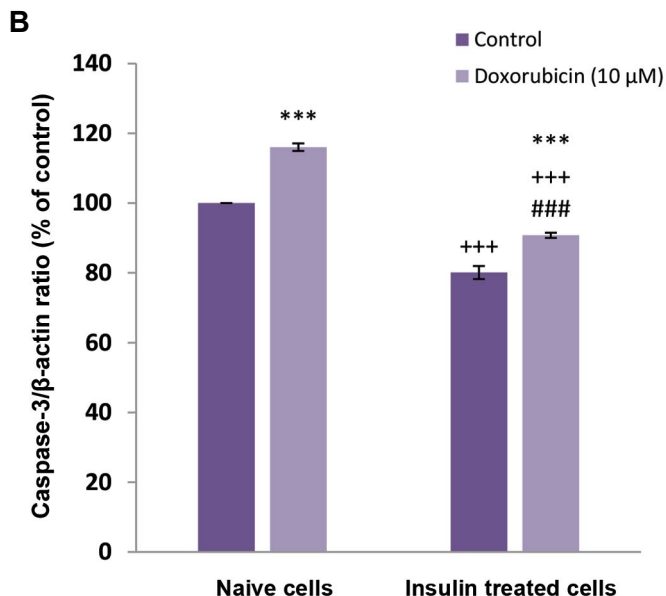 B
Control
Doxorubicin (10 μM)
Caspase-3/β-actin ratio (% of control)
140
120
100
80
60
40
20
0
***
+++
***
+++
###
Naive cells
Insulin treated cells